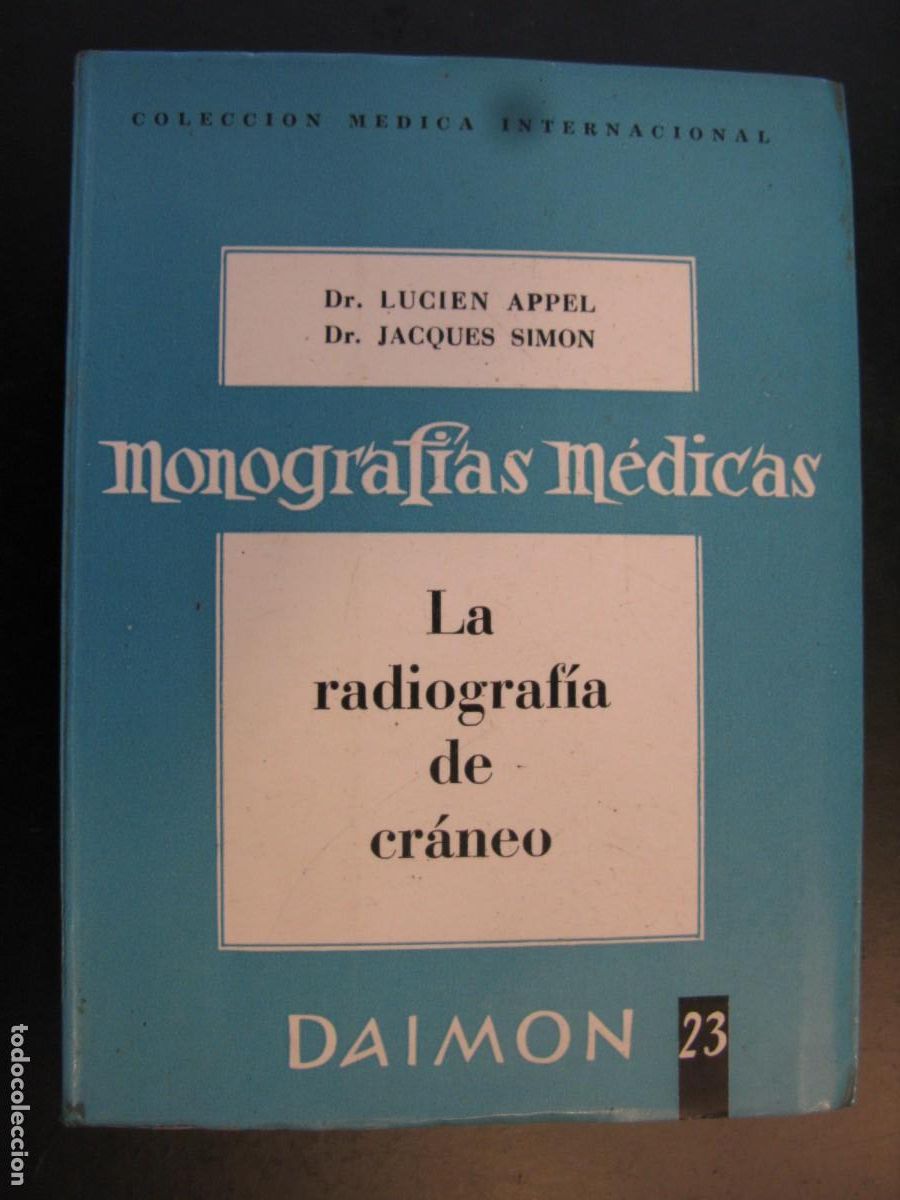 COLECCION MEDICA INTERNACIONAL
Dr. LUCIEN APPEL
Dr. JACQUES SIMON
Monografías Médicas
La
radiografía
de
cráneo
DAIMON 23
todocoleccion